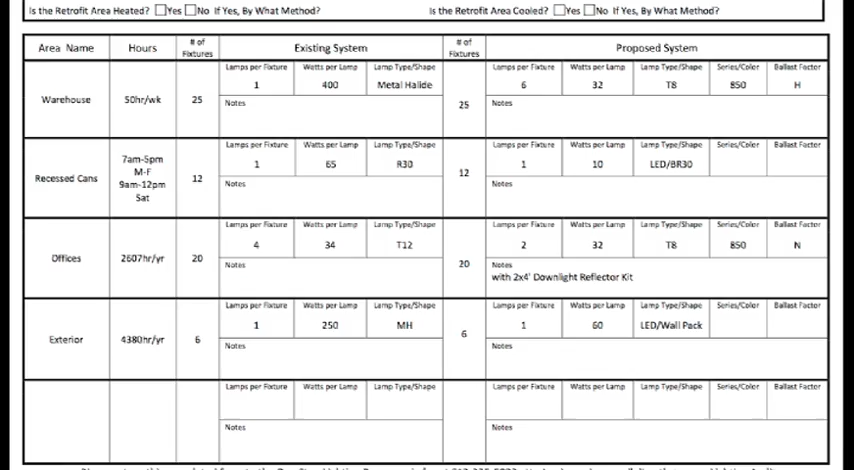 Is the Retrofit Area Heated? Yes No If Yes, By What Method? Is the Retrofit Area Cooled? Yes No If Yes, By What Method?
Area Name Hours # of Fixtures Existing System # of Fixtures Proposed System
Lamps per Fixture Watts per Lamp Lamp Type/Shape Lamps per Fixture Watts per Lamp Lamp Type/Shape Series/Color Ballast Factor
Warehouse 50hr/wk 25 1 400 Metal Halide 25 6 32 T8 850 H
Notes Notes
Lamps per Fixture Watts per Lamp Lamp Type/Shape Lamps per Fixture Watts per Lamp Lamp Type/Shape Series/Color Ballast Factor
Recessed Cans 7am-5pm M-F 9am-12pm Sat 12 1 65 R30 12 1 10 LED/BR30
Notes Notes
Lamps per Fixture Watts per Lamp Lamp Type/Shape Lamps per Fixture Watts per Lamp Lamp Type/Shape Series/Color Ballast Factor
Offices 2607hr/yr 20 4 34 T12 20 2 32 T8 850 N
Notes Notes
with 2x4' Downlight Reflector Kit
Lamps per Fixture Watts per Lamp Lamp Type/Shape Lamps per Fixture Watts per Lamp Lamp Type/Shape Series/Color Ballast Factor
Exterior 4380hr/yr 6 1 250 MH 6 1 60 LED/Wall Pack
Notes Notes
Lamps per Fixture Watts per Lamp Lamp Type/Shape Lamps per Fixture Watts per Lamp Lamp Type/Shape Series/Color Ballast Factor
Notes Notes